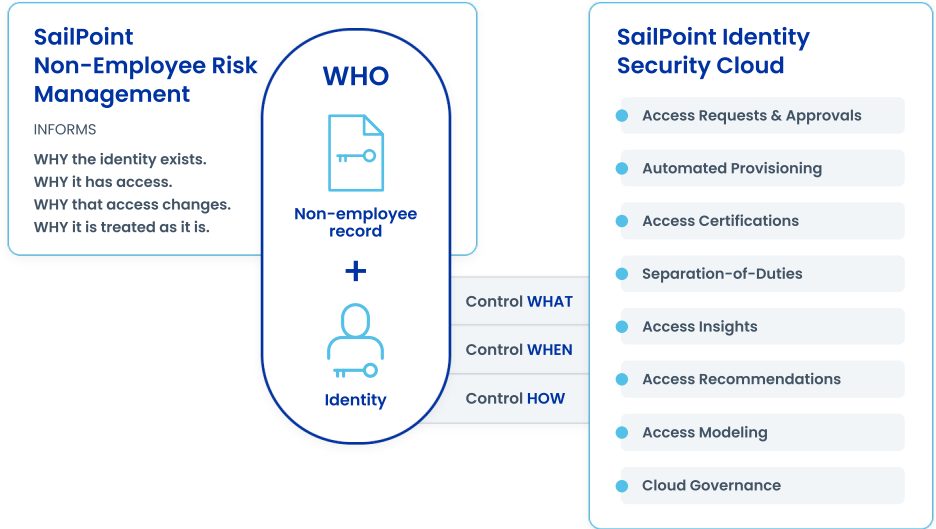 SailPoint
Non-Employee Risk
Management
INFORMS
WHY the identity exists.
WHY it has access.
WHY that access changes.
WHY it is treated as it is.
WHO
Non-employee
record
+
Identity
Control WHAT
Control WHEN
Control HOW
SailPoint Identity
Security Cloud
Access Requests & Approvals
Automated Provisioning
Access Certifications
Separation-of-Duties
Access Insights
Access Recommendations
Access Modeling
Cloud Governance